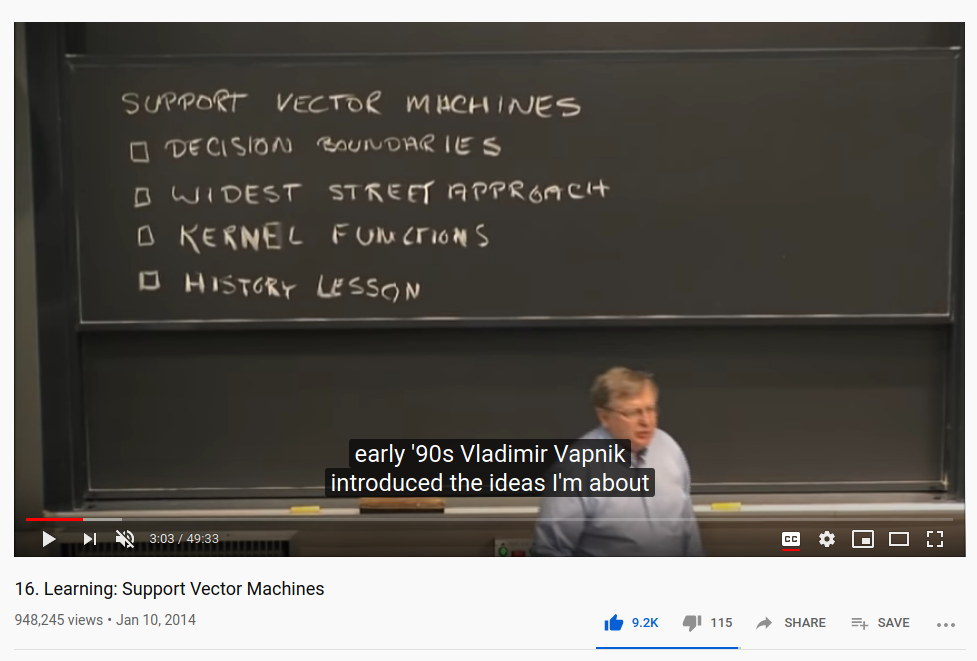 SUPPORT VECTOR MACHINES
DECISION BOUNDARIES
WIDEST STREET APPROACH
KERNEL FUNCTIONS
HISTORY LESSON
early '90s Vladimir Vapnik
introduced the ideas I'm about
3:03 / 49:33
CC
16. Learning: Support Vector Machines
948,245 views • Jan 10, 2014
9.2K 115 SHARE SAVE